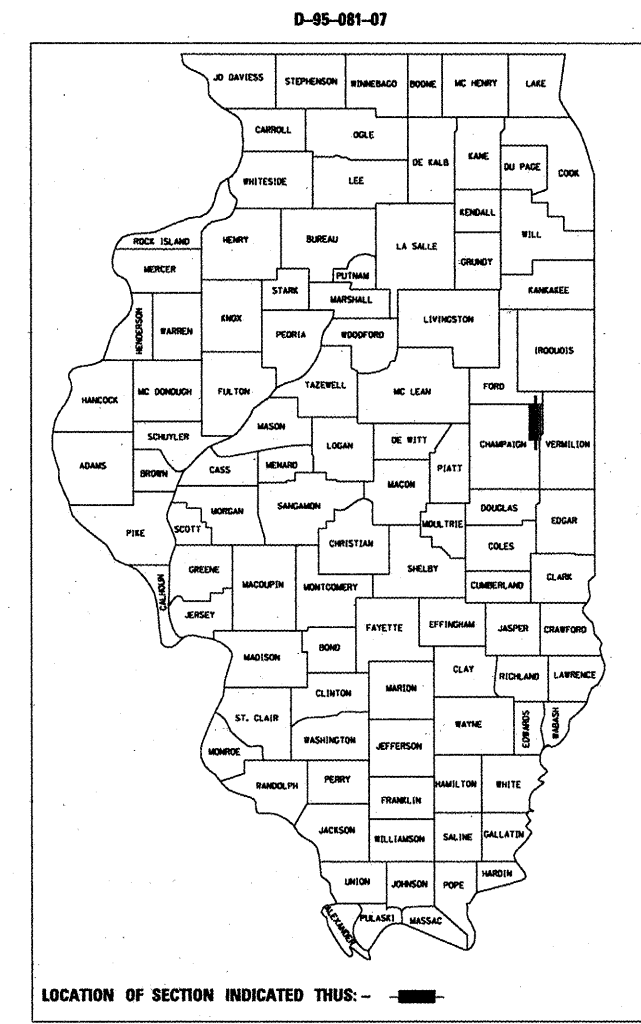 D-95-081-07
JO DAVIESS STEPHENSON WINNEBAGO BOONE MC HENRY LAKE
CARROLL OGLE DE KALB KANE DU PAGE COOK
WHITESIDE LEE
KENDALL
ROCK ISLAND HENRY BUREAU LA SALLE GRUNDY WILL
MERCER PUTNAM
STARK MARSHALL KANKAKEE
HENDERSON WARREN KNOX PEORIA WOODFORD LIVINGSTON IROQUOIS
HANCOCK MC DONOUGH FULTON TAZEWELL MC LEAN FORD
MASON
SCHUYLER LOGAN DE WITT CHAMPAIGN VERMILION
ADAMS BROWN CASS MENARD PIATT
MACON
MORGAN SANGAMON DOUGLAS
PIKE SCOTT MOULTRIE EDGAR
CHRISTIAN COLES
GREENE SHELBY
CALHOUN MACOUPIN MONTGOMERY CUMBERLAND CLARK
JERSEY
FAYETTE EFFINGHAM JASPER CRAWFORD
MADISON BOND
CLAY RICHLAND LAWRENCE
CLINTON MARION
ST. CLAIR WAYNE EDWARDS WABASH
MONROE WASHINGTON JEFFERSON
RANDOLPH PERRY HAMILTON WHITE
FRANKLIN
JACKSON WILLIAMSON SALINE GALLATIN
UNION JOHNSON POPE HARDIN
ALEXANDER PULASKI MASSAC
LOCATION OF SECTION INDICATED THUS: -